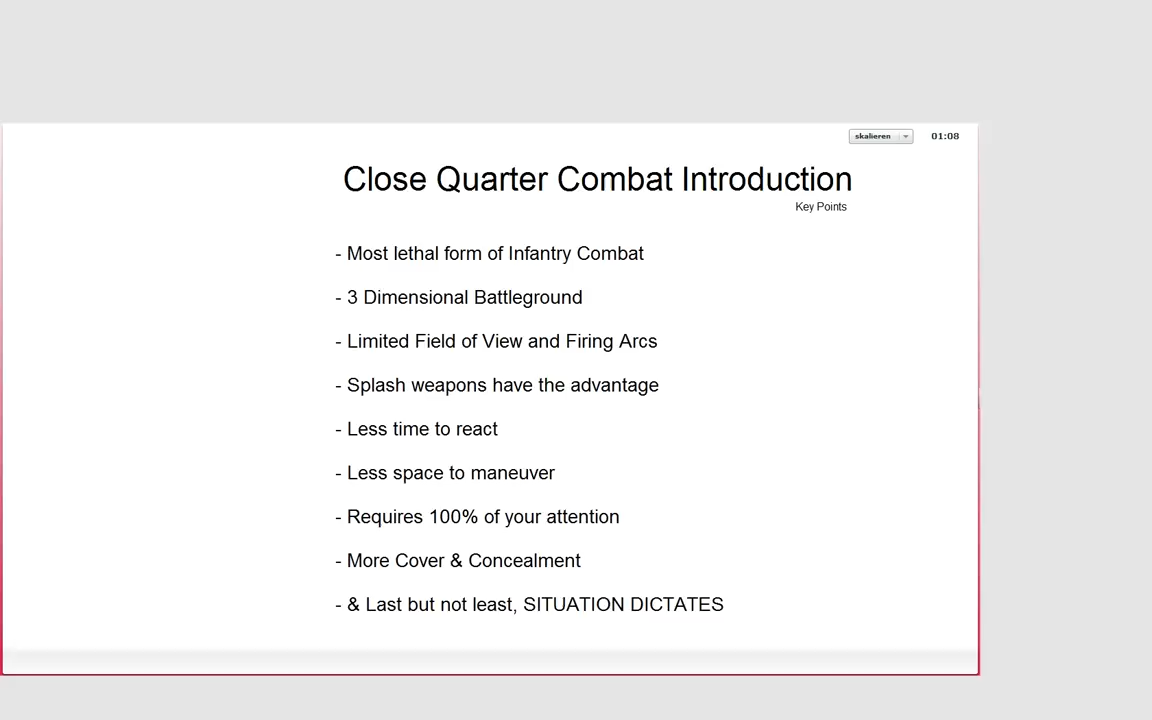 skalieren 01:08
Close Quarter Combat Introduction
Key Points
- Most lethal form of Infantry Combat
- 3 Dimensional Battleground
- Limited Field of View and Firing Arcs
- Splash weapons have the advantage
- Less time to react
- Less space to maneuver
- Requires 100% of your attention
- More Cover & Concealment
- & Last but not least, SITUATION DICTATES